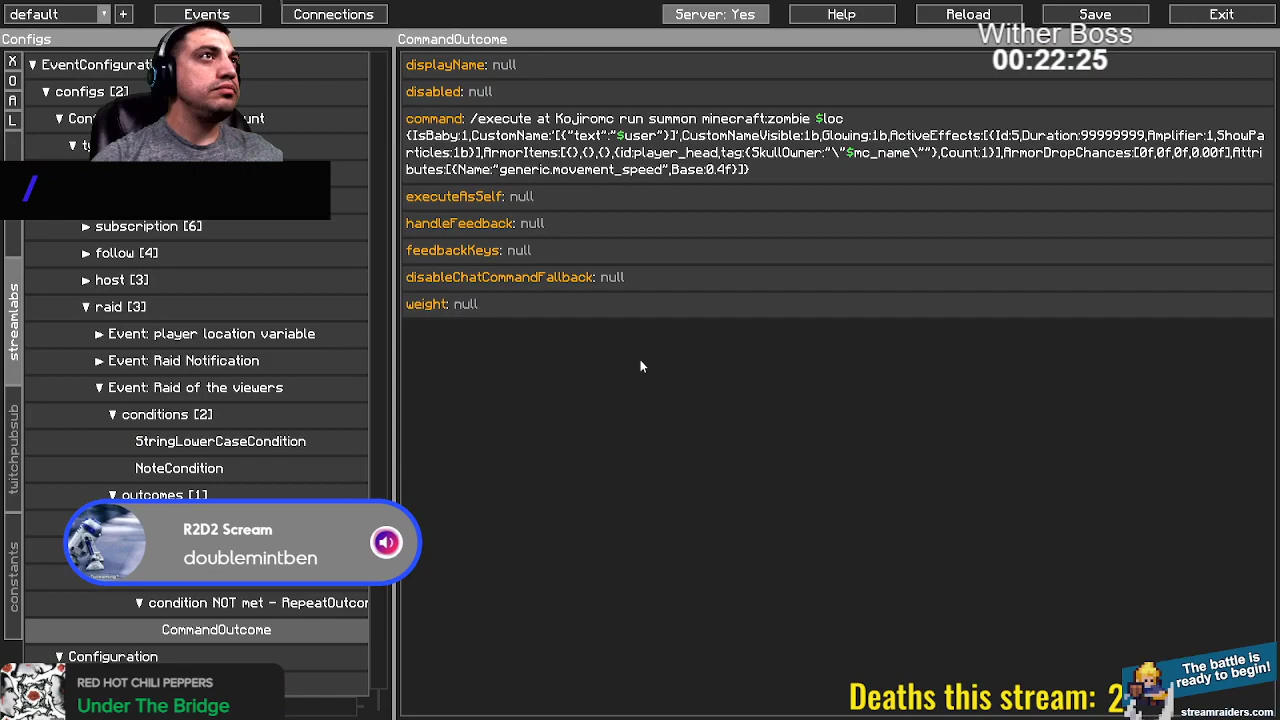 default
+
Events
Connections
Server: Yes
Help
Reload
Save
Exit
Configs
CommandOutcome
Wither Boss
00:22:25
X
O
A
L
streamlabs
twitchpubsub
constants
configs [2]
subscription [6]
follow [4]
host [3]
raid [3]
Event: player location variable
Event: Raid Notification
Event: Raid of the viewers
conditions [2]
StringLowerCaseCondition
NoteCondition
outcomes [1]
condition NOT met - RepeatOutcor
CommandOutcome
Configuration
displayName: null
disabled: null
command: /execute at Kojiromc run summon minecraft:zombie $loc
{IsBaby:1,CustomName:'[{"text":"$user"}]',CustomNameVisible:1b,Glowing:1b,ActiveEffects:[{Id:5,Duration:99999999,Amplifier:1,ShowPa
rticles:1b}],ArmorItems:[{},{},{},{id:player_head,tag:{SkullOwner:"\"$mc_name\""},Count:1}],ArmorDropChances:[0f,0f,0f,0.00f],Attri
butes:[{Name:"generic.movement_speed",Base:0.4f}]}
executeAsSelf: null
handleFeedback: null
feedbackKeys: null
disableChatCommandFallback: null
weight: null
/
R2D2 Scream
doublemintben
RED HOT CHILI PEPPERS
Under The Bridge
Deaths this stream: 2
The battle is
ready to begin!
streamraiders.com